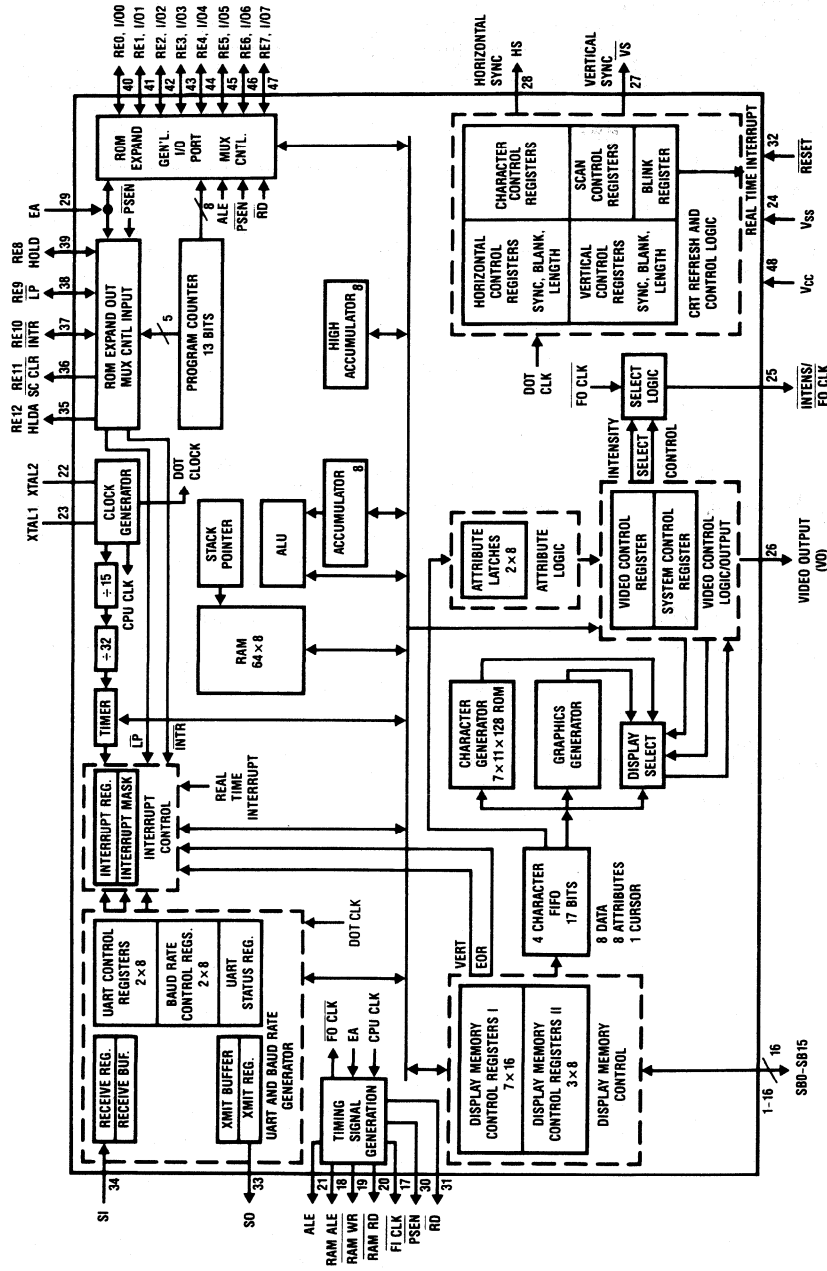 SI
34
SO
33
RECEIVE REG.
RECEIVE BUF.
XMIT BUFFER
XMIT REG.
UART CONTROL
REGISTERS
2 × 8
BAUD RATE
CONTROL REGS.
2 × 8
UART
STATUS REG.
UART AND BAUD RATE
GENERATOR
DOT CLK
INTERRUPT REG.
INTERRUPT MASK
INTERRUPT
CONTROL
REAL
TIME
INTERRUPT
LP
INTR
TIMER
÷32
÷15
CPU CLK
XTAL1
XTAL2
23
22
CLOCK
GENERATOR
DOT
CLOCK
RE12
HLDA
RE11
SC CLR
RE10
INTR
RE9
LP
RE8
HOLD
EA
35
36
37
38
39
29
ROM EXPAND OUT
MUX CNTL INPUT
PSEN
5
PROGRAM COUNTER
13 BITS
8
ALE
PSEN
RD
ROM
EXPAND
GEN'L.
I/O
PORT
MUX
CNTL.
RE0, I/O0
RE1, I/O1
RE2, I/O2
RE3, I/O3
RE4, I/O4
RE5, I/O5
RE6, I/O6
RE7, I/O7
40
41
42
43
44
45
46
47
STACK
POINTER
RAM
64 × 8
ALU
ACCUMULATOR
8
HIGH
ACCUMULATOR
8
ALE
RAM ALE
RAM WR
RAM RD
FI CLK
PSEN
RD
21
18
19
20
17
30
31
TIMING
SIGNAL
GENERATION
FO CLK
EA
CPU CLK
VERT
EOR
DISPLAY MEMORY
CONTROL REGISTERS I
7 × 16
DISPLAY MEMORY
CONTROL REGISTERS II
3 × 8
DISPLAY MEMORY
CONTROL
1–16
16
SB0–SB15
4 CHARACTER
FIFO
17 BITS
8 DATA
8 ATTRIBUTES
1 CURSOR
CHARACTER
GENERATOR
7 × 11 × 128 ROM
GRAPHICS
GENERATOR
DISPLAY
SELECT
ATTRIBUTE
LATCHES
2 × 8
ATTRIBUTE
LOGIC
VIDEO CONTROL
REGISTER
SYSTEM CONTROL
REGISTER
VIDEO CONTROL
LOGIC/OUTPUT
26
VIDEO OUTPUT
(VO)
INTENSITY
SELECT
CONTROL
FO CLK
SELECT
LOGIC
25
INTENS/
FO CLK
DOT
CLK
HORIZONTAL
CONTROL
REGISTERS
SYNC, BLANK,
LENGTH
CHARACTER
CONTROL
REGISTERS
VERTICAL
CONTROL
REGISTERS
SYNC, BLANK,
LENGTH
SCAN
CONTROL
REGISTERS
BLINK
REGISTER
CRT REFRESH AND
CONTROL LOGIC
REAL TIME INTERRUPT
HORIZONTAL
SYNC
HS
28
VERTICAL
SYNC
VS
27
48
VCC
24
VSS
32
RESET